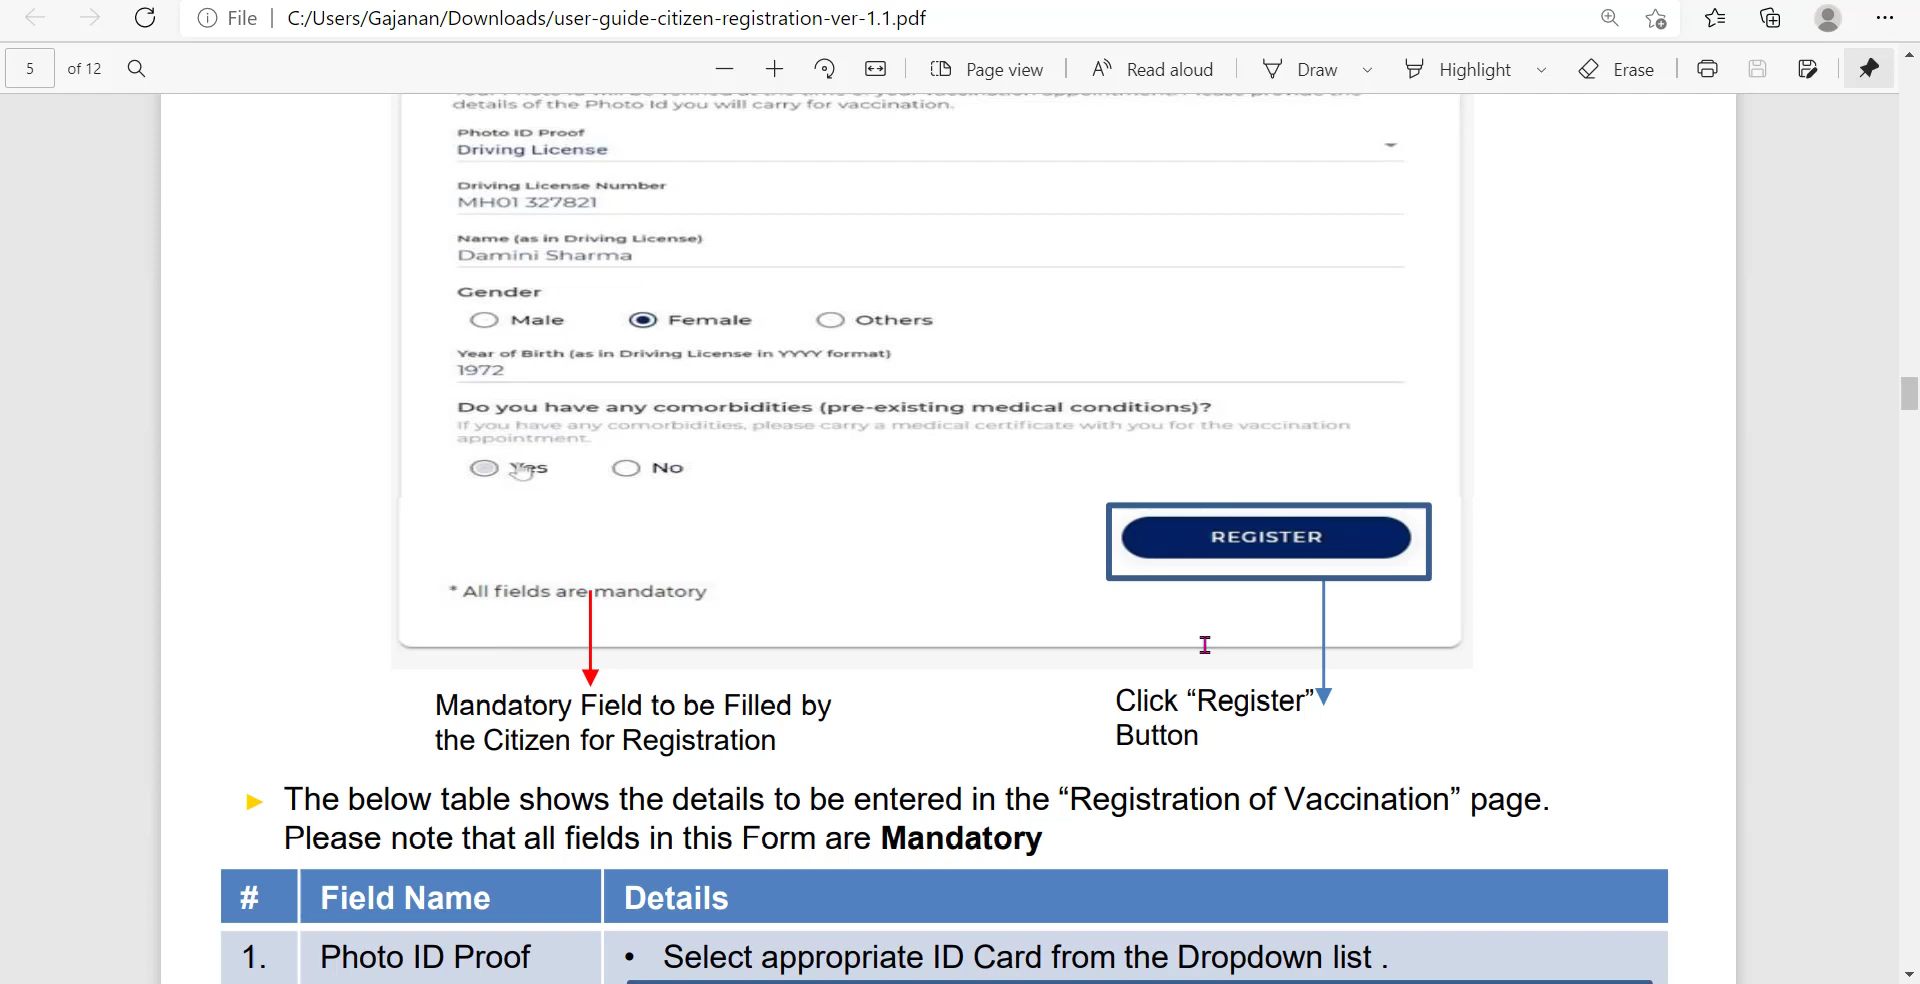 File
C:/Users/Gajanan/Downloads/user-guide-citizen-registration-ver-1.1.pdf
5 of 12
Page view
Read aloud
Draw
Highlight
Erase
details of the Photo Id you will carry for vaccination.
Photo ID Proof
Driving License
Driving License Number
MH01 327821
Name (as in Driving License)
Damini Sharma
Gender
Male Female Others
Year of Birth (as in Driving License in YYYY format)
1972
Do you have any comorbidities (pre-existing medical conditions)?
If you have any comorbidities, please carry a medical certificate with you for the vaccination
appointment.
Yes No
REGISTER
* All fields are mandatory
Mandatory Field to be Filled by
the Citizen for Registration
Click “Register”
Button
The below table shows the details to be entered in the “Registration of Vaccination” page.
Please note that all fields in this Form are Mandatory
# Field Name Details
1. Photo ID Proof • Select appropriate ID Card from the Dropdown list .